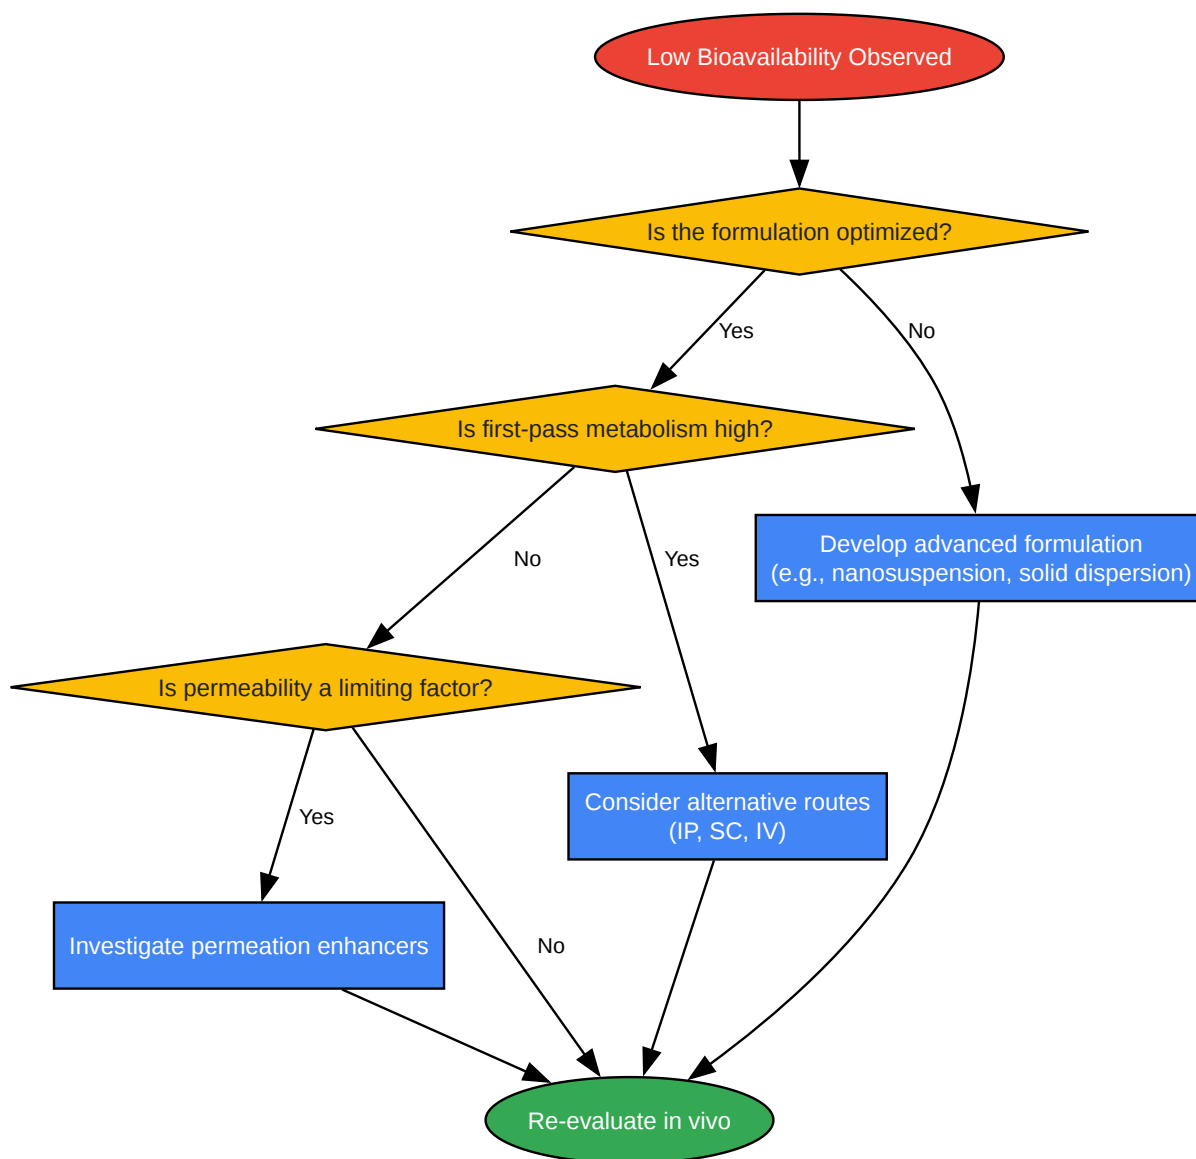 Low Bioavailability Observed
Is the formulation optimized?
Yes
No
Is first-pass metabolism high?
No
Yes
Develop advanced formulation
(e.g., nanosuspension, solid dispersion)
Is permeability a limiting factor?
Yes
Consider alternative routes
(IP, SC, IV)
Investigate permeation enhancers
No
Re-evaluate in vivo